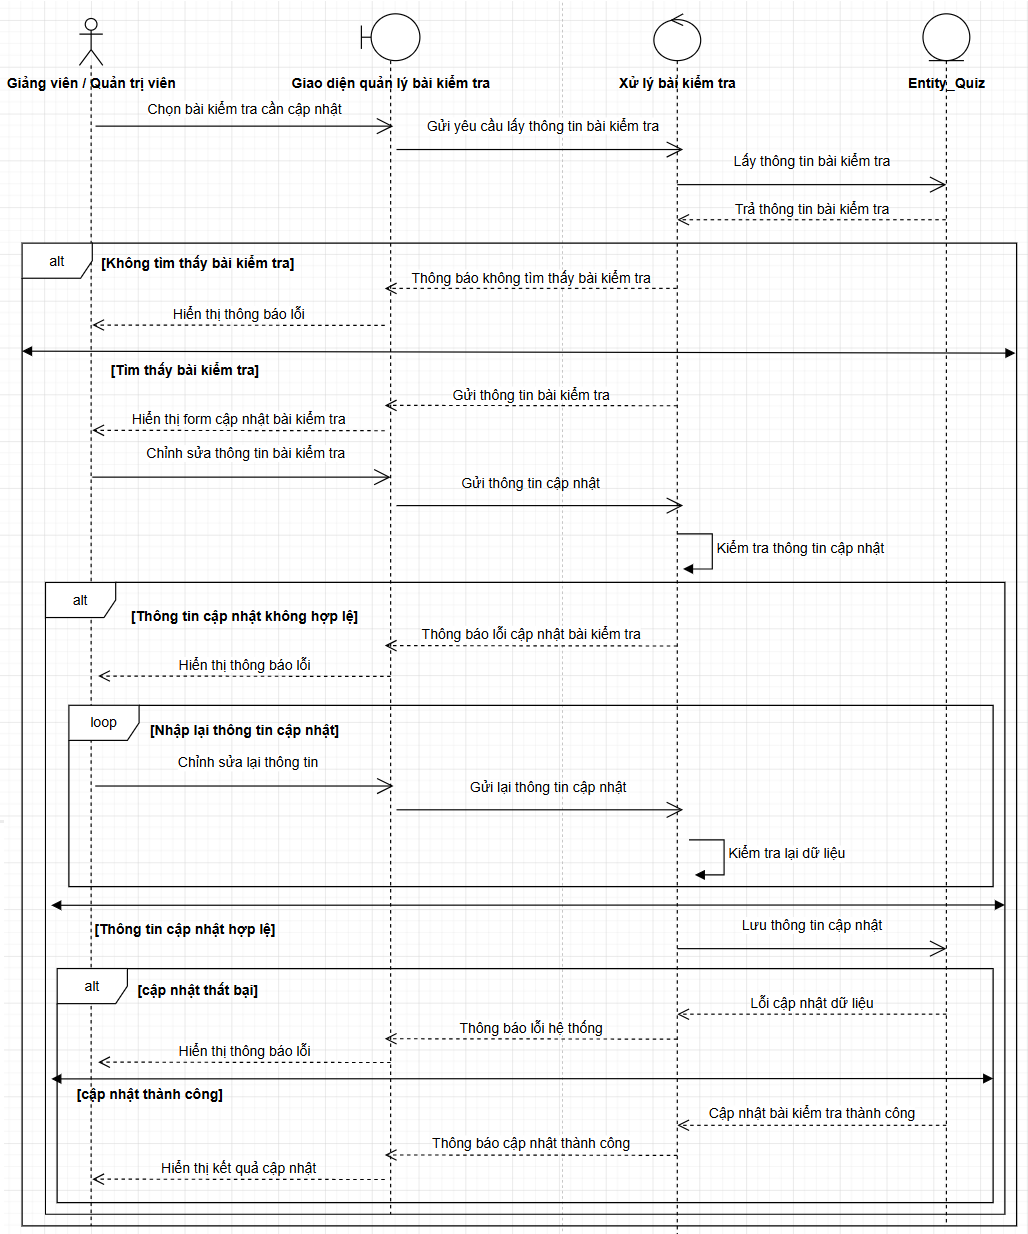 Giảng viên / Quản trị viên
Giao diện quản lý bài kiểm tra
Xử lý bài kiểm tra
Entity_Quiz
Chọn bài kiểm tra cần cập nhật
Gửi yêu cầu lấy thông tin bài kiểm tra
Lấy thông tin bài kiểm tra
Trả thông tin bài kiểm tra
alt
[Không tìm thấy bài kiểm tra]
Thông báo không tìm thấy bài kiểm tra
Hiển thị thông báo lỗi
[Tìm thấy bài kiểm tra]
Gửi thông tin bài kiểm tra
Hiển thị form cập nhật bài kiểm tra
Chỉnh sửa thông tin bài kiểm tra
Gửi thông tin cập nhật
Kiểm tra thông tin cập nhật
alt
[Thông tin cập nhật không hợp lệ]
Thông báo lỗi cập nhật bài kiểm tra
Hiển thị thông báo lỗi
loop
[Nhập lại thông tin cập nhật]
Chỉnh sửa lại thông tin
Gửi lại thông tin cập nhật
Kiểm tra lại dữ liệu
[Thông tin cập nhật hợp lệ]
Lưu thông tin cập nhật
alt
[cập nhật thất bại]
Lỗi cập nhật dữ liệu
Thông báo lỗi hệ thống
Hiển thị thông báo lỗi
[cập nhật thành công]
Cập nhật bài kiểm tra thành công
Thông báo cập nhật thành công
Hiển thị kết quả cập nhật